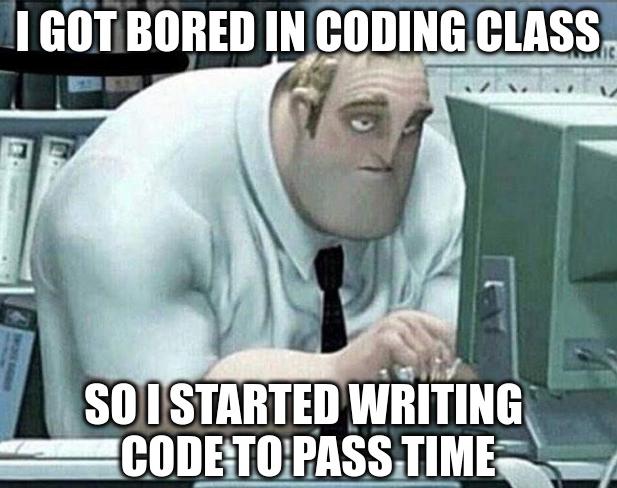 I GOT BORED IN CODING CLASS
SO I STARTED WRITING
CODE TO PASS TIME